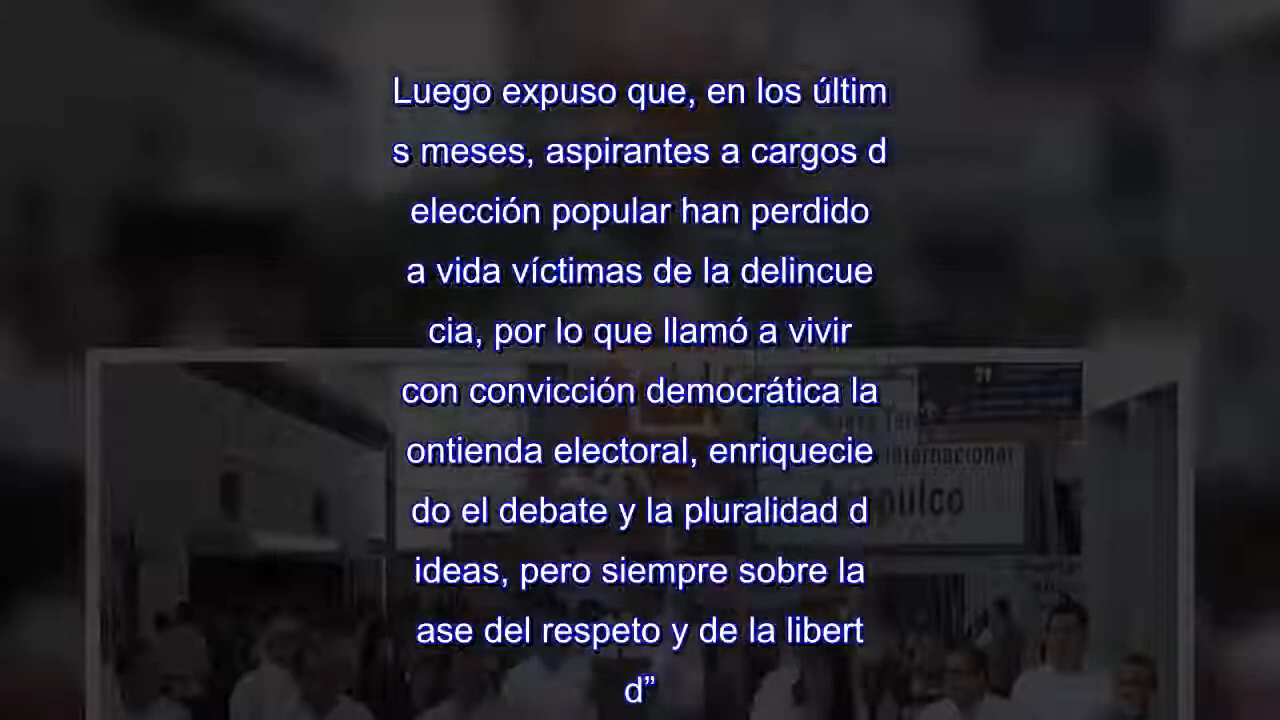 Luego expuso que, en los últim
s meses, aspirantes a cargos d
elección popular han perdido
a vida víctimas de la delincue
cia, por lo que llamó a vivir
con convicción democrática la
ontienda electoral, enriquecie
do el debate y la pluralidad d
ideas, pero siempre sobre la
ase del respeto y de la libert
d”
internacional